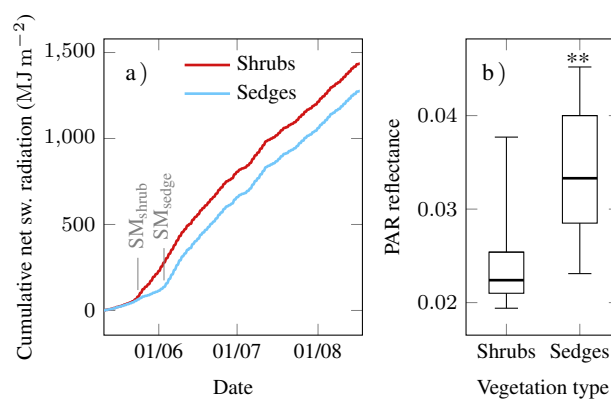 Cumulative net sw. radiation (MJ m−2)
1,500
1,000
500
0
a)
Shrubs
Sedges
SMshrub
SMsedge
01/06 01/07 01/08
Date
PAR reflectance
0.04
0.03
0.02
b)
**
Shrubs Sedges
Vegetation type